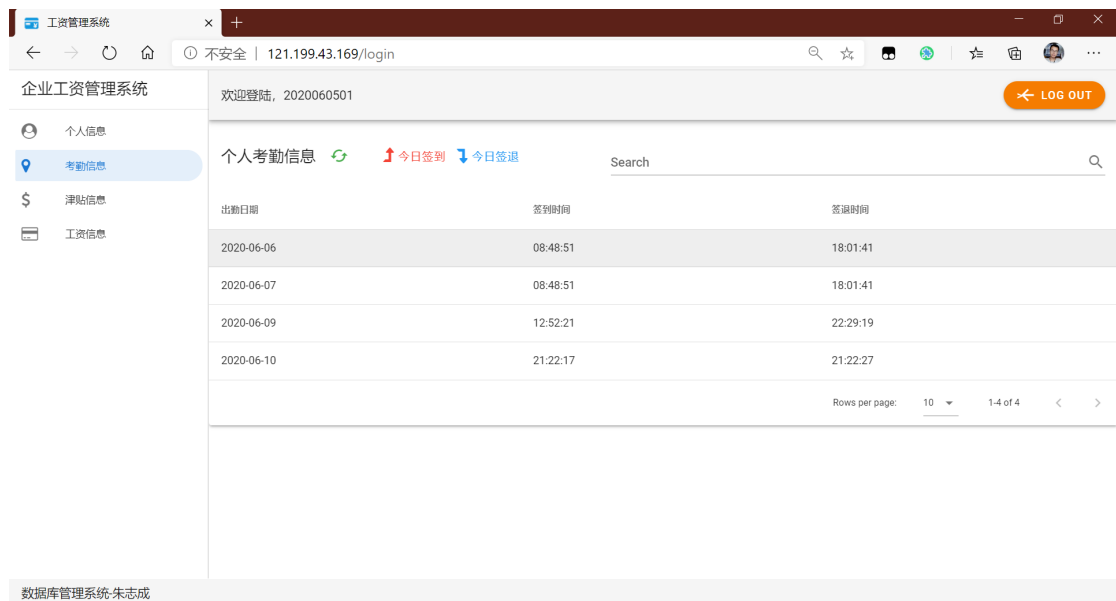 工资管理系统
不安全 | 121.199.43.169/login
企业工资管理系统
欢迎登陆，2020060501
LOG OUT
个人信息
考勤信息
津贴信息
工资信息
个人考勤信息 今日签到 今日签退
Search
出勤日期 签到时间 签退时间
2020-06-06 08:48:51 18:01:41
2020-06-07 08:48:51 18:01:41
2020-06-09 12:52:21 22:29:19
2020-06-10 21:22:17 21:22:27
Rows per page: 10 1-4 of 4
数据库管理系统-朱志成